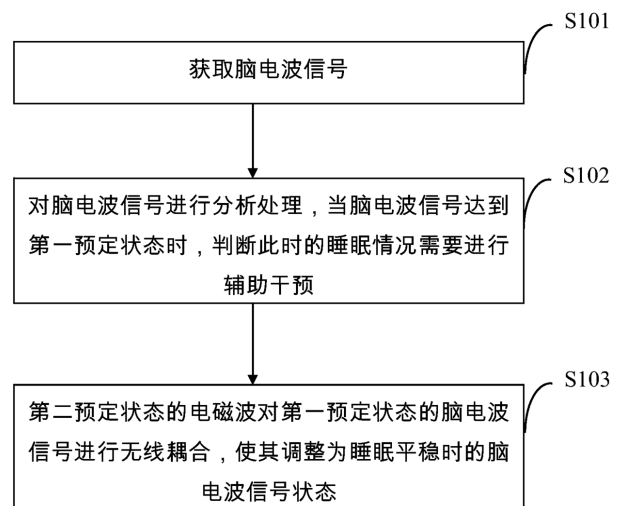 S101
获取脑电波信号
S102
对脑电波信号进行分析处理，当脑电波信号达到
第一预定状态时，判断此时的睡眠情况需要进行
辅助干预
S103
第二预定状态的电磁波对第一预定状态的脑电波
信号进行无线耦合，使其调整为睡眠平稳时的脑
电波信号状态